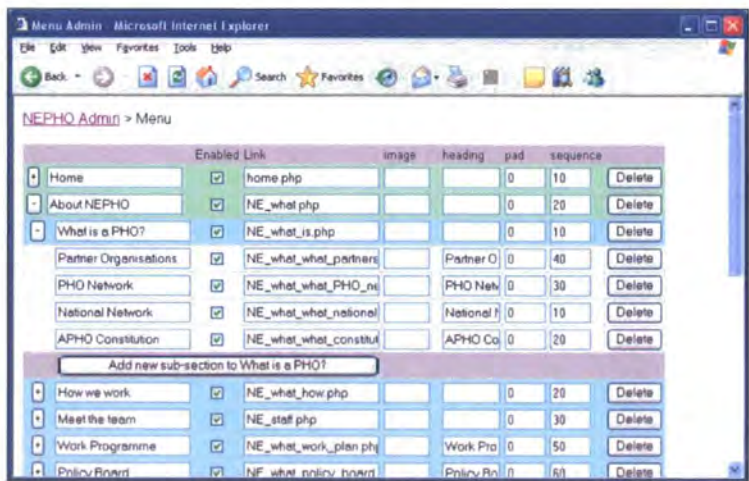 Menu Admin - Microsoft Internet Explorer
File Edit View Favorites Tools Help
Back Search Favorites
NEPHO Admin > Menu
Enabled Link image heading pad sequence
+ Home home.php 0 10 Delete
- About NEPHO NE_what.php 0 20 Delete
- What is a PHO? NE_what_is.php 0 10 Delete
Partner Organisations NE_what_what_partners Partner O 0 40 Delete
PHO Network NE_what_what_PHO_ne PHO Netw 0 30 Delete
National Network NE_what_what_national National N 0 10 Delete
APHO Constitution NE_what_what_constitut APHO Co 0 20 Delete
Add new sub-section to What is a PHO?
+ How we work NE_what_how.php 0 20 Delete
+ Meet the team NE_staff.php 0 30 Delete
+ Work Programme NE_what_work_plan.php Work Pro 0 50 Delete
+ Policy Board NE_what_policy_board. Policy Bo 0 60 Delete